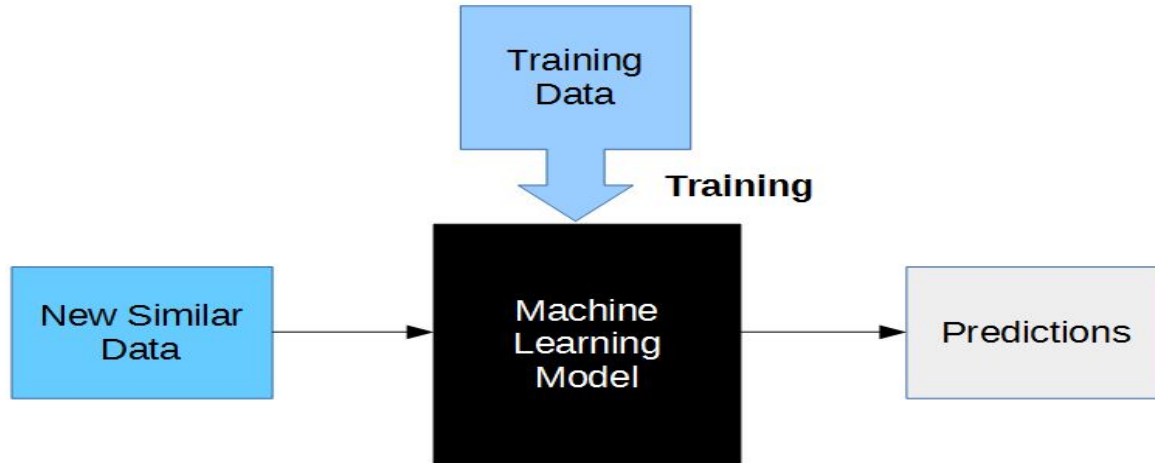 Training
Data
Training
New Similar
Data
Machine
Learning
Model
Predictions